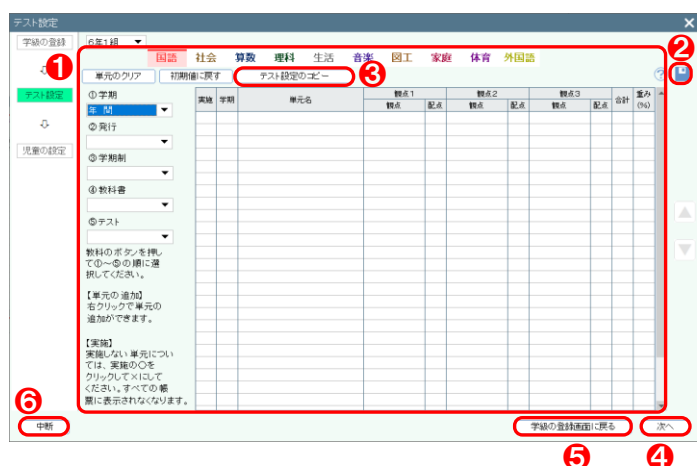 テスト設定
学級の登録
6年1組
国語 社会 算数 理科 生活 音楽 図工 家庭 体育 外国語
❶
❷
単元のクリア 初期値に戻す テスト設定のコピー
❸
テスト設定
児童の設定
①学期
年 間
②発行
③学期制
④教科書
⑤テスト
教科のボタンを押し
て①~⑤の順に選
択してください。
【単元の追加】
右クリックで単元の
追加ができます。
【実施】
実施しない単元につい
ては、実施の○を
クリックして×にして
ください。すべての帳
票に表示されなくなります。
実施 学期 単元名 観点1 観点2 観点3 合計 重み
(%)
観点 配点 観点 配点 観点 配点
❻
中断
学級の登録画面に戻る 次へ
❺ ❹